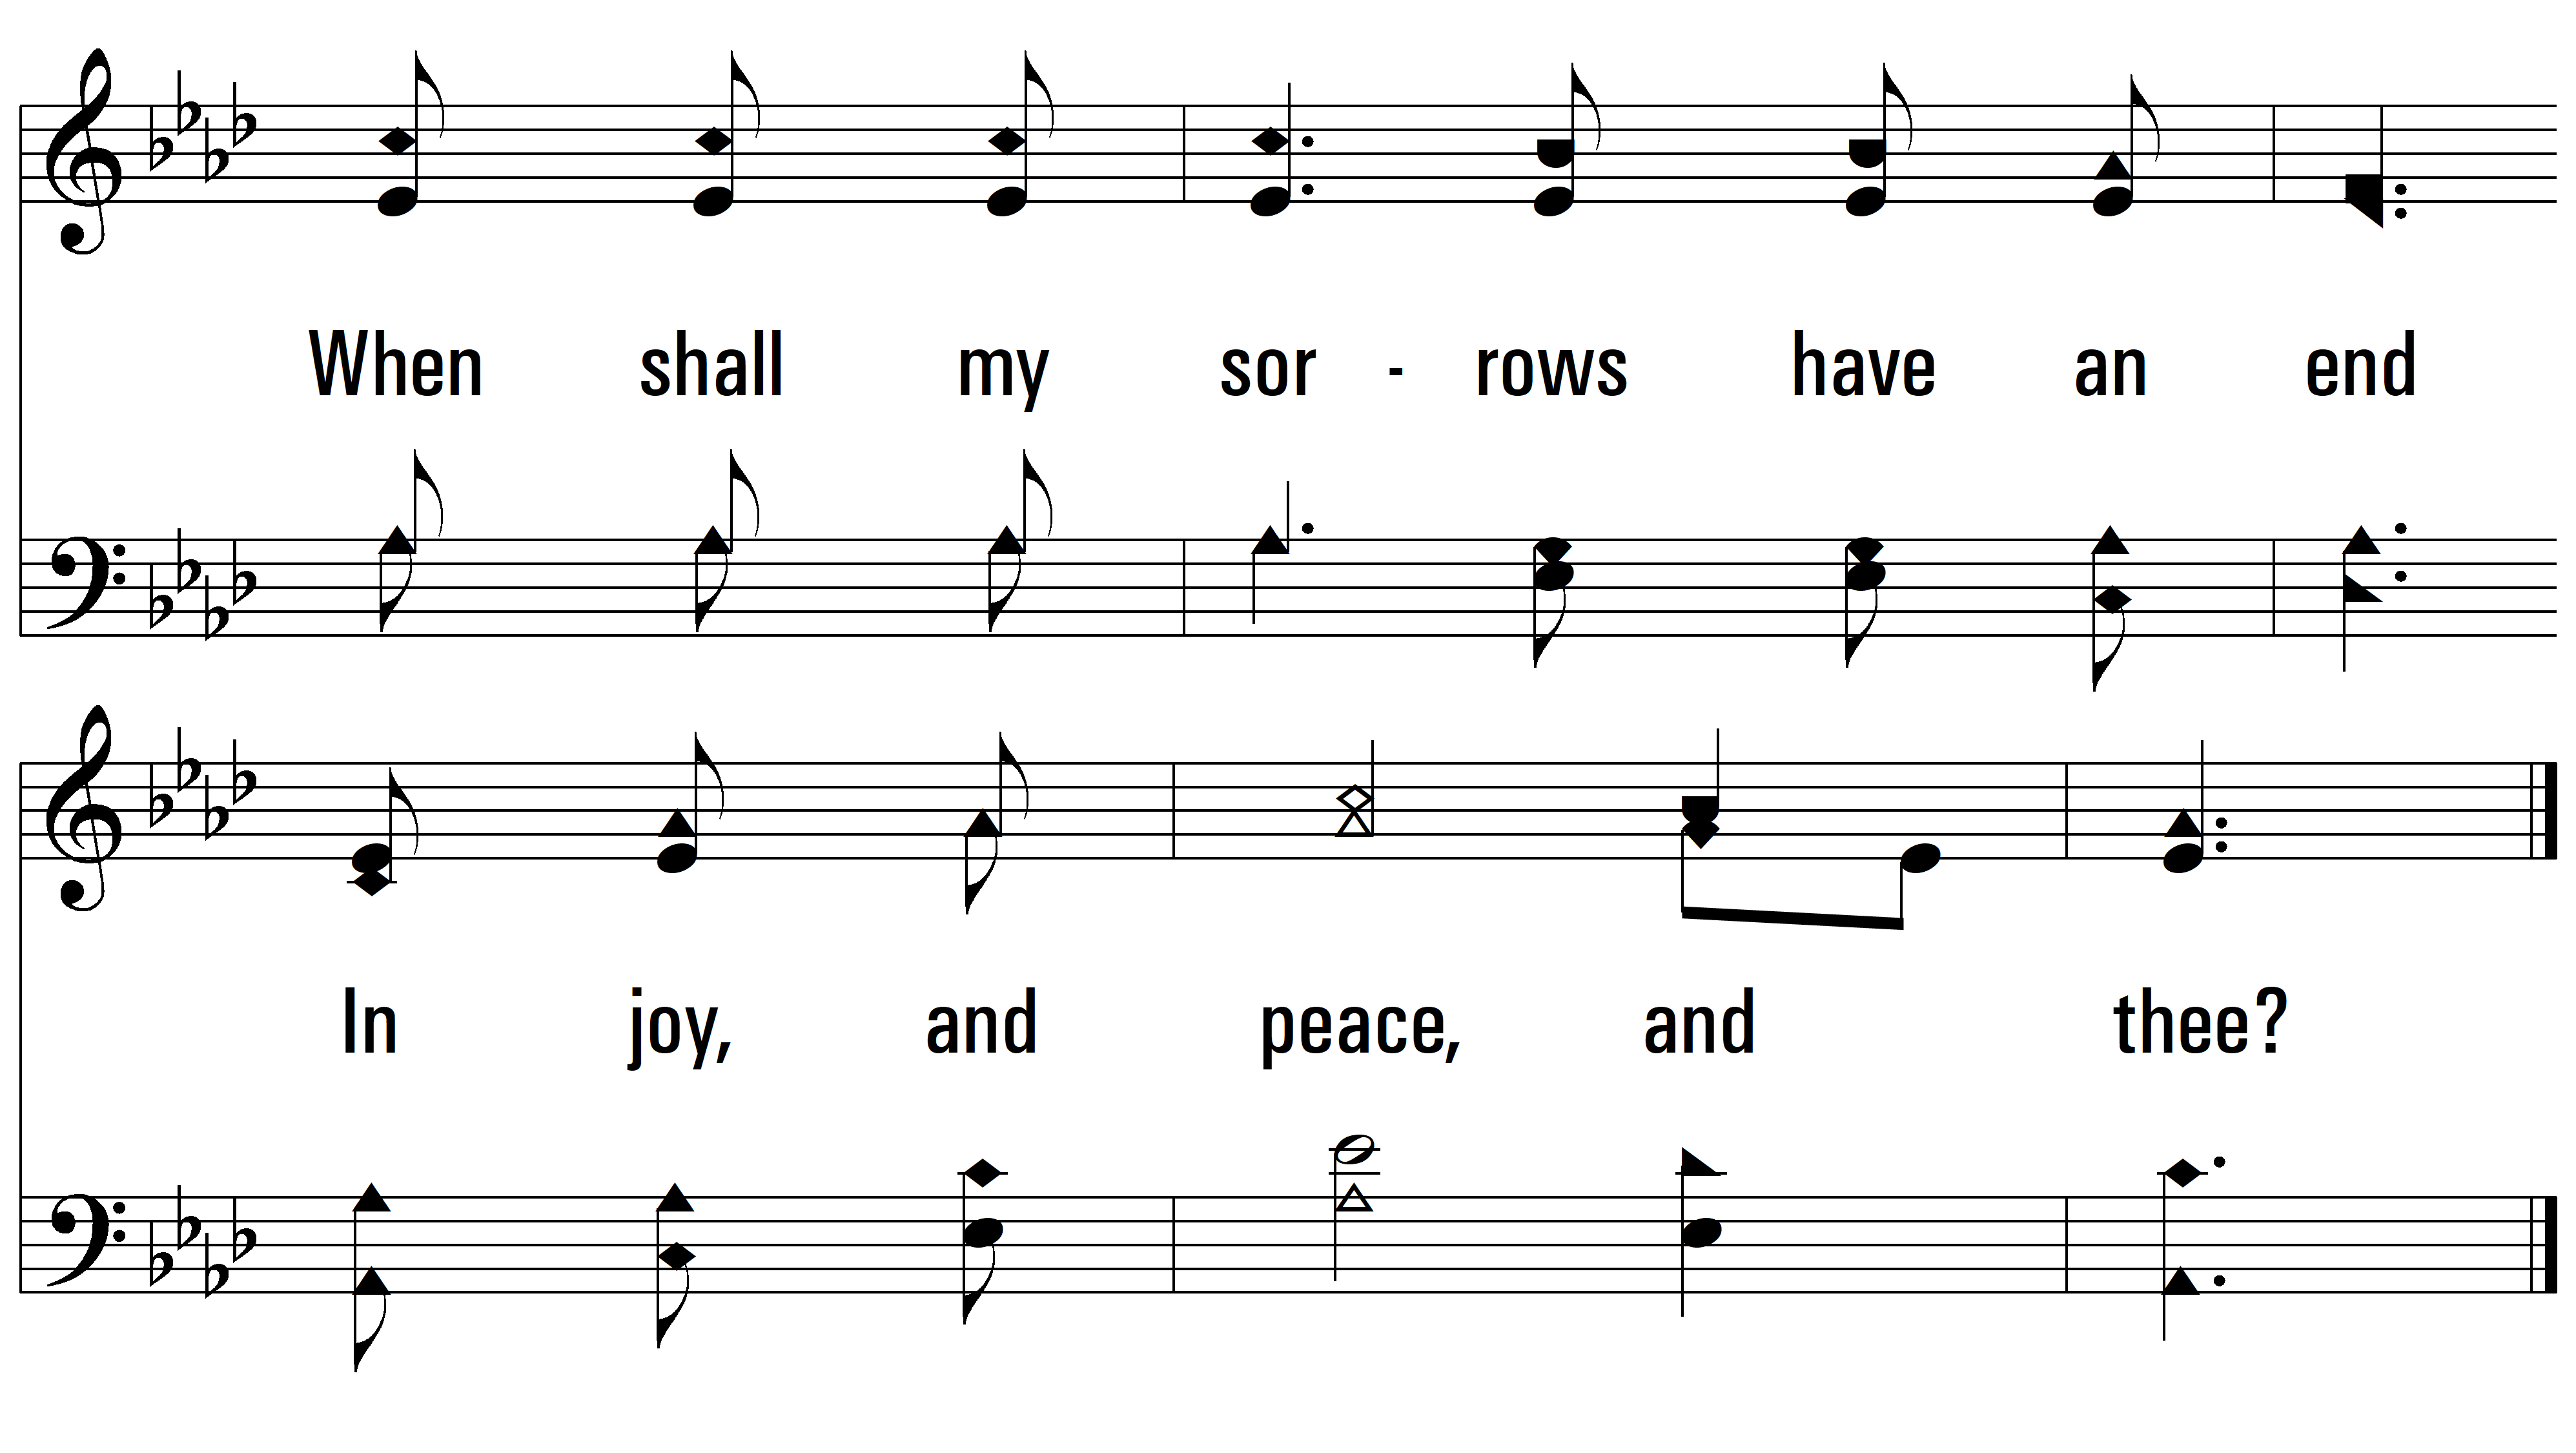 When shall my sor - rows have an end
In joy, and peace, and thee?